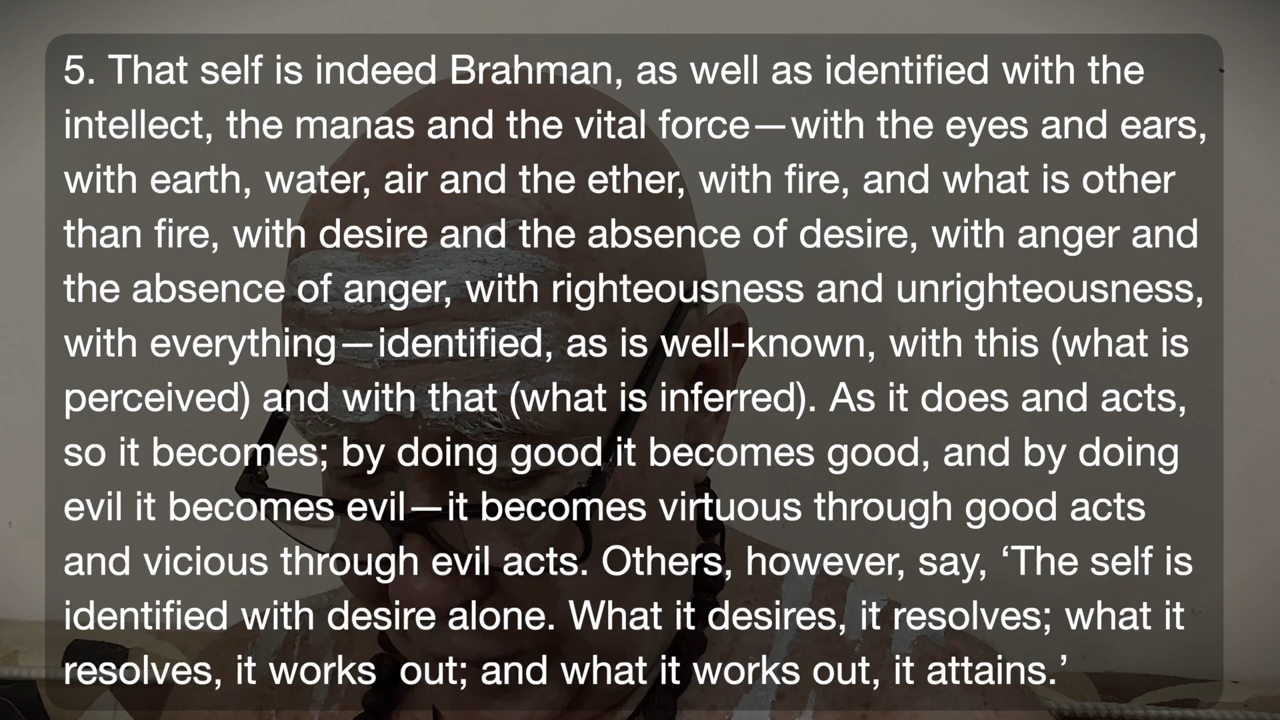 5. That self is indeed Brahman, as well as identified with the
intellect, the manas and the vital force—with the eyes and ears,
with earth, water, air and the ether, with fire, and what is other
than fire, with desire and the absence of desire, with anger and
the absence of anger, with righteousness and unrighteousness,
with everything—identified, as is well-known, with this (what is
perceived) and with that (what is inferred). As it does and acts,
so it becomes; by doing good it becomes good, and by doing
evil it becomes evil—it becomes virtuous through good acts
and vicious through evil acts. Others, however, say, ‘The self is
identified with desire alone. What it desires, it resolves; what it
resolves, it works  out; and what it works out, it attains.’